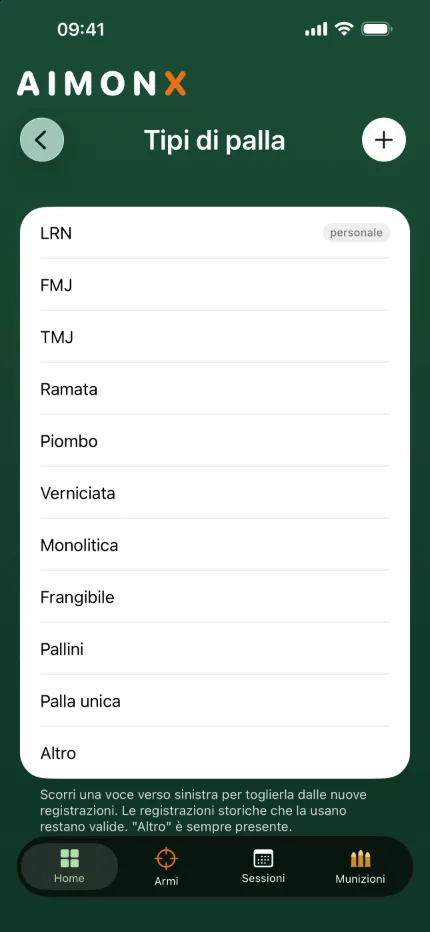 09:41
AIMONX
Tipi di palla
LRN personale
FMJ
TMJ
Ramata
Piombo
Verniciata
Monolitica
Frangibile
Pallini
Palla unica
Altro
Scorri una voce verso sinistra per toglierla dalle nuove
registrazioni. Le registrazioni storiche che la usano
restano valide. "Altro" è sempre presente.
Home Armi Sessioni Munizioni